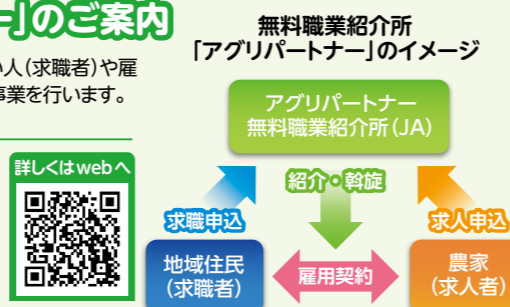 ー」のご案内
い人（求職者）や雇
事業を行います。
詳しくはwebへ
無料職業紹介所
「アグリパートナー」のイメージ
アグリパートナー
無料職業紹介所（JA）
紹介・斡旋
求職申込
求人申込
地域住民
（求職者）
雇用契約
農家
（求人者）